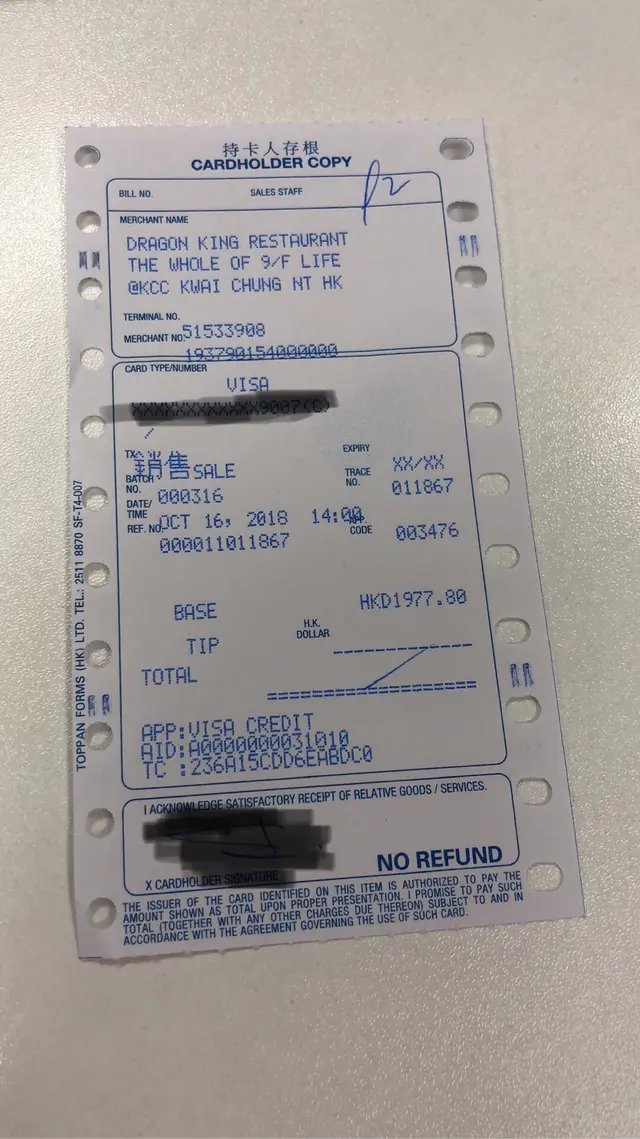 持卡人存根
CARDHOLDER COPY
BILL NO.
SALES STAFF
P2
MERCHANT NAME
DRAGON KING RESTAURANT
THE WHOLE OF 9/F LIFE
@KCC KWAI CHUNG NT HK
TERMINAL NO.
51533908
MERCHANT NO.
193790154000000
CARD TYPE/NUMBER
VISA
XXXXXXXXXXXX9007(C)
EXPIRY
XX/XX
銷售 SALE
BATCH NO.
000316
TRACE NO.
011867
DATE/TIME
OCT 16, 2018 14:00
REF. NO.
000011011867
APP. CODE
003476
BASE HKD1977.80
H.K. DOLLAR
TIP
TOTAL
APP:VISA CREDIT
AID:A0000000031010
TC :236A15CDD6EABDC0
I ACKNOWLEDGE SATISFACTORY RECEIPT OF RELATIVE GOODS / SERVICES.
NO REFUND
X CARDHOLDER SIGNATURE
THE ISSUER OF THE CARD IDENTIFIED ON THIS ITEM IS AUTHORIZED TO PAY THE
AMOUNT SHOWN AS TOTAL UPON PROPER PRESENTATION. I PROMISE TO PAY SUCH
TOTAL (TOGETHER WITH ANY OTHER CHARGES DUE THEREON) SUBJECT TO AND IN
ACCORDANCE WITH THE AGREEMENT GOVERNING THE USE OF SUCH CARD.
TOPPAN FORMS (HK) LTD. TEL.: 2511 8870 SF-T4-007